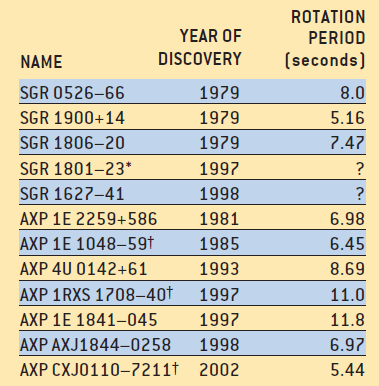 NAME YEAR OF DISCOVERY ROTATION PERIOD (seconds)
SGR 0526–66 1979 8.0
SGR 1900+14 1979 5.16
SGR 1806–20 1979 7.47
SGR 1801–23* 1997 ?
SGR 1627–41 1998 ?
AXP 1E 2259+586 1981 6.98
AXP 1E 1048–59† 1985 6.45
AXP 4U 0142+61 1993 8.69
AXP 1RXS 1708–40† 1997 11.0
AXP 1E 1841–045 1997 11.8
AXP AXJ1844–0258 1998 6.97
AXP CXJ0110–7211† 2002 5.44